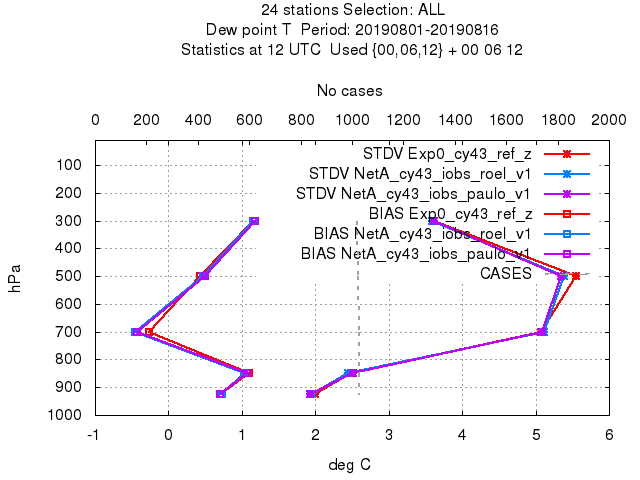 24 stations Selection: ALL
Dew point T  Period: 20190801-20190816
Statistics at 12 UTC  Used {00,06,12} + 00 06 12
No cases
0 200 400 600 800 1000 1200 1400 1600 1800 2000
STDV Exp0_cy43_ref_z
STDV NetA_cy43_iobs_roel_v1
STDV NetA_cy43_iobs_paulo_v1
BIAS Exp0_cy43_ref_z
BIAS NetA_cy43_iobs_roel_v1
BIAS NetA_cy43_iobs_paulo_v1
CASES
100
200
300
400
500
600
700
800
900
1000
hPa
-1 0 1 2 3 4 5 6
deg C